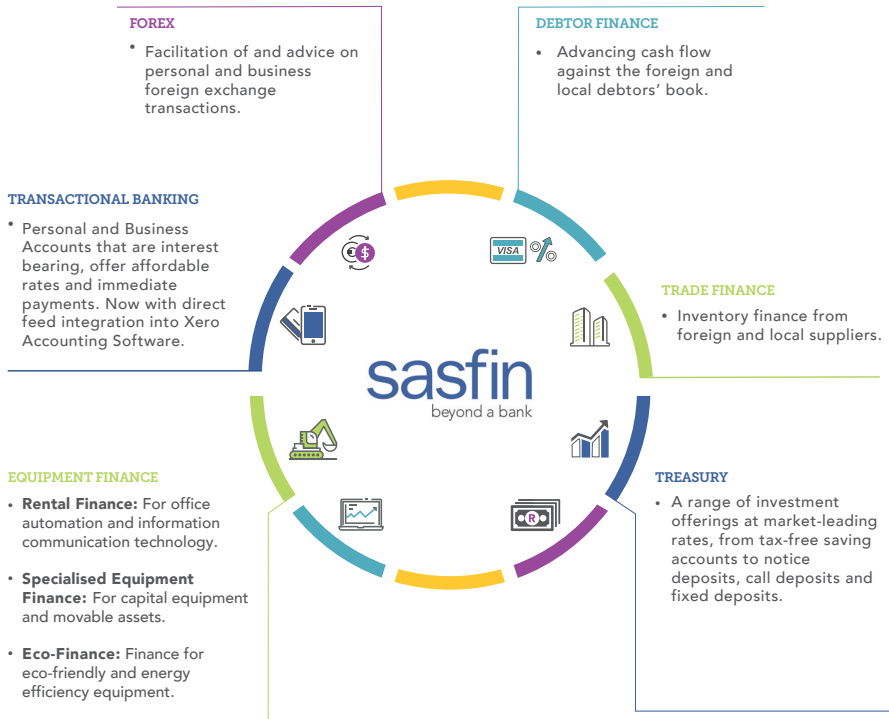 FOREX
• Facilitation of and advice on
personal and business
foreign exchange
transactions.
DEBTOR FINANCE
• Advancing cash flow
against the foreign and
local debtors’ book.
TRANSACTIONAL BANKING
• Personal and Business
Accounts that are interest
bearing, offer affordable
rates and immediate
payments. Now with direct
feed integration into Xero
Accounting Software.
$
VISA
%
TRADE FINANCE
• Inventory finance from
foreign and local suppliers.
sasfin
beyond a bank
EQUIPMENT FINANCE
• Rental Finance: For office
automation and information
communication technology.
• Specialised Equipment
Finance: For capital equipment
and movable assets.
• Eco-Finance: Finance for
eco-friendly and energy
efficiency equipment.
R
TREASURY
• A range of investment
offerings at market-leading
rates, from tax-free saving
accounts to notice
deposits, call deposits and
fixed deposits.